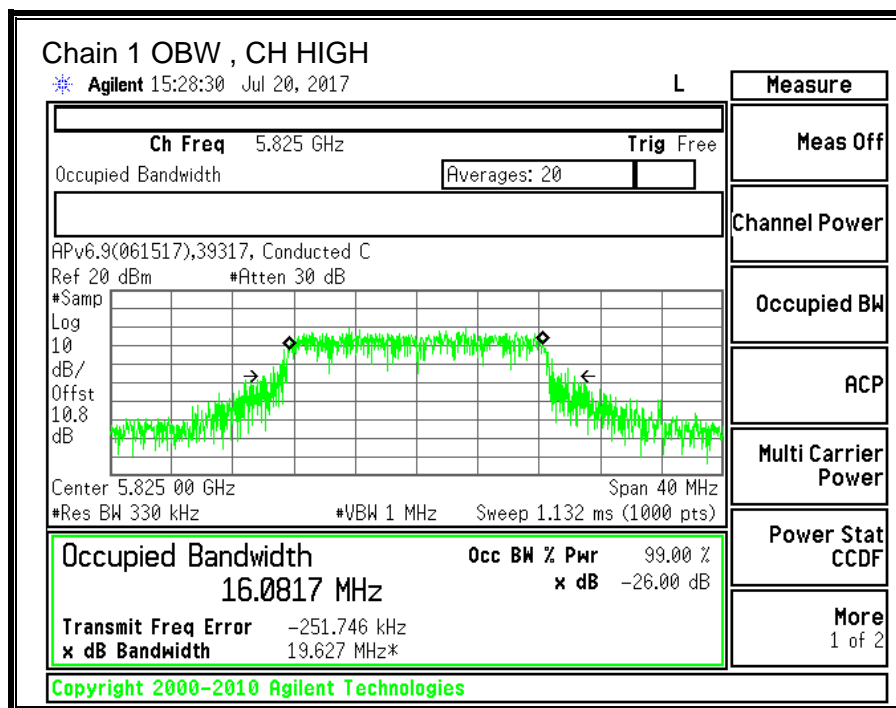 Chain 1 OBW , CH HIGH
Agilent 15:28:30 Jul 20, 2017 L
Ch Freq 5.825 GHz Trig Free
Occupied Bandwidth Averages: 20
APv6.9(061517),39317, Conducted C
Ref 20 dBm #Atten 30 dB
#Samp
Log
10
dB/
Offst
10.8
dB
Center 5.825 00 GHz Span 40 MHz
#Res BW 330 kHz #VBW 1 MHz Sweep 1.132 ms (1000 pts)
Occupied Bandwidth Occ BW % Pwr 99.00 %
16.0817 MHz x dB -26.00 dB
Transmit Freq Error -251.746 kHz
x dB Bandwidth 19.627 MHz*
Copyright 2000-2010 Agilent Technologies
Measure
Meas Off
Channel Power
Occupied BW
ACP
Multi Carrier
Power
Power Stat
CCDF
More
1 of 2